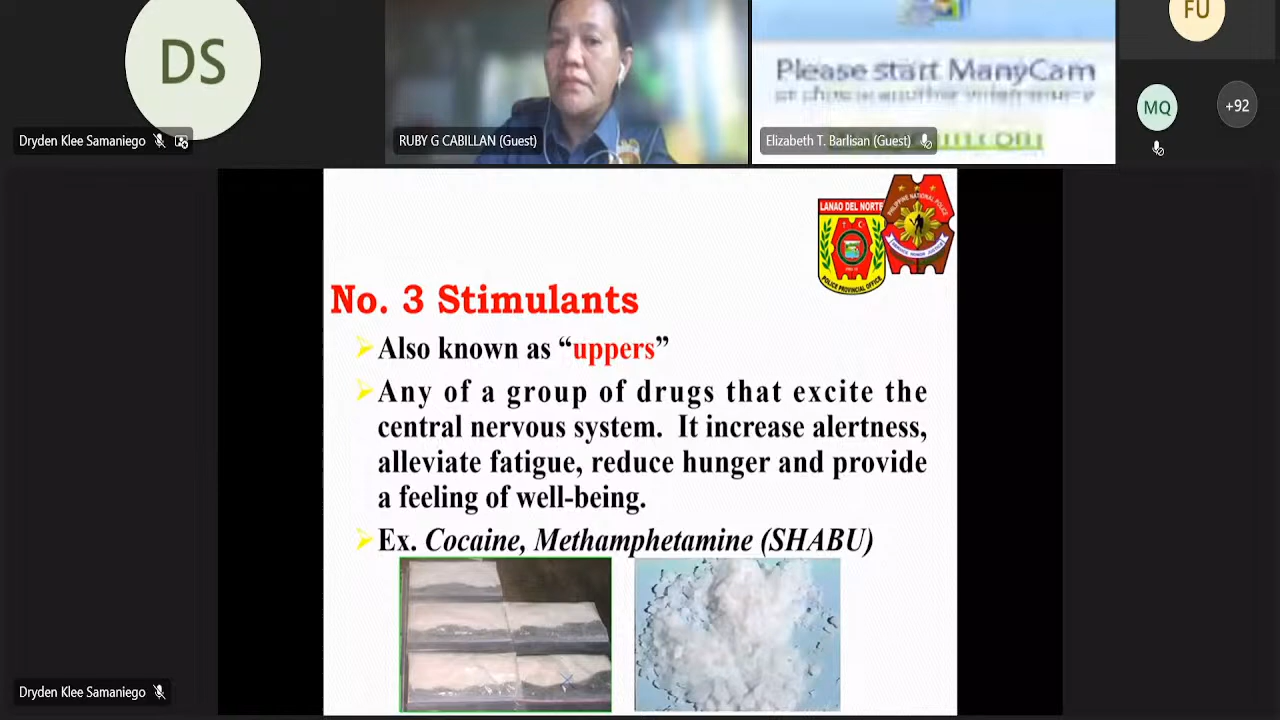 DS
FU
Please start ManyCam
MQ
+92
Dryden Klee Samaniego
RUBY G CABILLAN (Guest)
Elizabeth T. Barlisan (Guest)
LANAO DEL NORTE
POLICE PROVINCIAL OFFICE
PHILIPPINE NATIONAL POLICE
SERVICE HONOR JUSTICE
No. 3 Stimulants
Also known as “uppers”
Any of a group of drugs that excite the
central nervous system. It increase alertness,
alleviate fatigue, reduce hunger and provide
a feeling of well-being.
Ex. Cocaine, Methamphetamine (SHABU)
Dryden Klee Samaniego